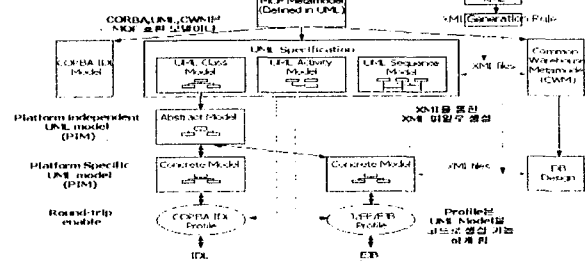 MOF Metamodel
(Defined in UML)
CORBA,UML,CWM은
MOF 표준 모델이다
XMI Generation Rule
CORBA IDL
Model
UML Specification
UML Class
Model
UML Activity
Model
UML Sequence
Model
XMI files
Common
Warehouse
Metamodel
(CWM)
Platform Independent
UML model
(PIM)
Abstract Model
XMI을 통한
XML 파일로 생성
Platform Specific
UML model
(PIM)
Concrete Model
Concrete Model
XMI files
DB
Design
Round-trip
enable
CORBA IDL
Profile
J2EE/EJB
Profile
Profile은
UML Model을
코드로 생성 가능
하게 함
IDL
EJB